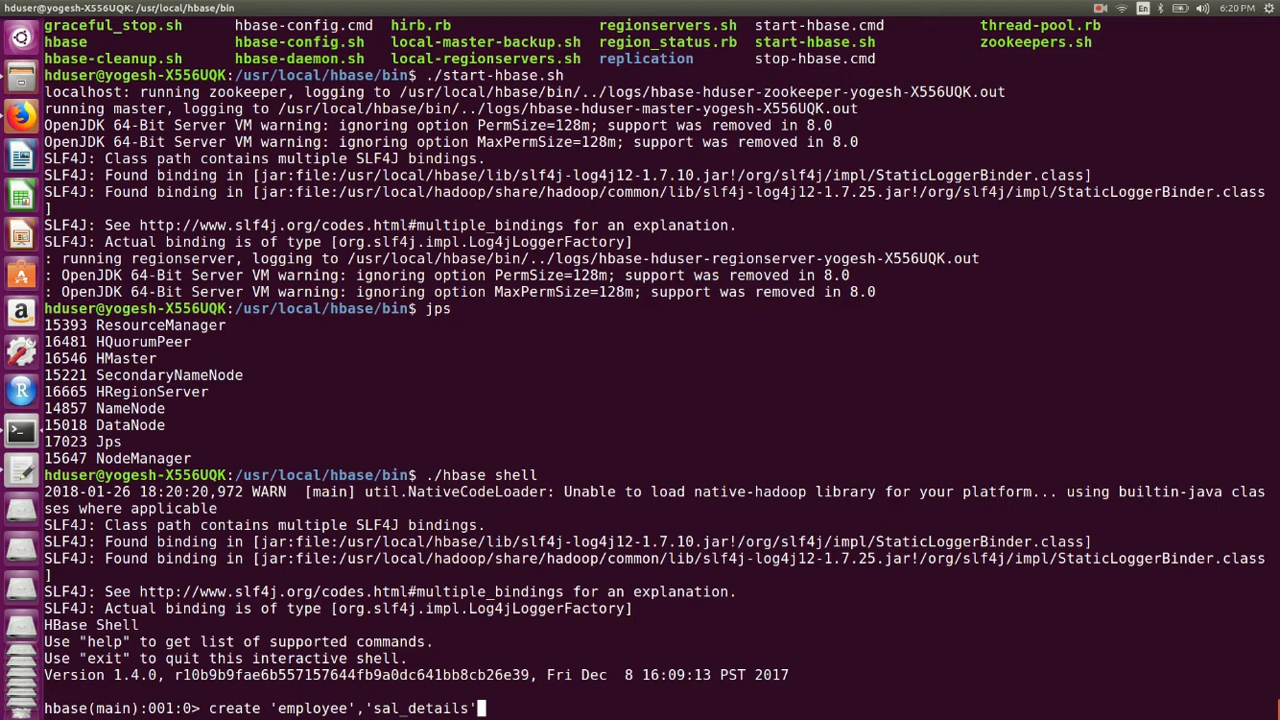 hduser@yogesh-X556UQK: /usr/local/hbase/bin
En
6:20 PM
graceful_stop.sh hbase-config.cmd hirb.rb regionservers.sh start-hbase.cmd thread-pool.rb
hbase hbase-config.sh local-master-backup.sh region_status.rb start-hbase.sh zookeepers.sh
hbase-cleanup.sh hbase-daemon.sh local-regionservers.sh replication stop-hbase.cmd
hduser@yogesh-X556UQK:/usr/local/hbase/bin$ ./start-hbase.sh
localhost: running zookeeper, logging to /usr/local/hbase/bin/../logs/hbase-hduser-zookeeper-yogesh-X556UQK.out
running master, logging to /usr/local/hbase/bin/../logs/hbase-hduser-master-yogesh-X556UQK.out
OpenJDK 64-Bit Server VM warning: ignoring option PermSize=128m; support was removed in 8.0
OpenJDK 64-Bit Server VM warning: ignoring option MaxPermSize=128m; support was removed in 8.0
SLF4J: Class path contains multiple SLF4J bindings.
SLF4J: Found binding in [jar:file:/usr/local/hbase/lib/slf4j-log4j12-1.7.10.jar!/org/slf4j/impl/StaticLoggerBinder.class]
SLF4J: Found binding in [jar:file:/usr/local/hadoop/share/hadoop/common/lib/slf4j-log4j12-1.7.25.jar!/org/slf4j/impl/StaticLoggerBinder.class
]
SLF4J: See http://www.slf4j.org/codes.html#multiple_bindings for an explanation.
SLF4J: Actual binding is of type [org.slf4j.impl.Log4jLoggerFactory]
: running regionserver, logging to /usr/local/hbase/bin/../logs/hbase-hduser-regionserver-yogesh-X556UQK.out
: OpenJDK 64-Bit Server VM warning: ignoring option PermSize=128m; support was removed in 8.0
: OpenJDK 64-Bit Server VM warning: ignoring option MaxPermSize=128m; support was removed in 8.0
hduser@yogesh-X556UQK:/usr/local/hbase/bin$ jps
15393 ResourceManager
16481 HQuorumPeer
16546 HMaster
15221 SecondaryNameNode
16665 HRegionServer
14857 NameNode
15018 DataNode
17023 Jps
15647 NodeManager
hduser@yogesh-X556UQK:/usr/local/hbase/bin$ ./hbase shell
2018-01-26 18:20:20,972 WARN  [main] util.NativeCodeLoader: Unable to load native-hadoop library for your platform... using builtin-java clas
ses where applicable
SLF4J: Class path contains multiple SLF4J bindings.
SLF4J: Found binding in [jar:file:/usr/local/hbase/lib/slf4j-log4j12-1.7.10.jar!/org/slf4j/impl/StaticLoggerBinder.class]
SLF4J: Found binding in [jar:file:/usr/local/hadoop/share/hadoop/common/lib/slf4j-log4j12-1.7.25.jar!/org/slf4j/impl/StaticLoggerBinder.class
]
SLF4J: See http://www.slf4j.org/codes.html#multiple_bindings for an explanation.
SLF4J: Actual binding is of type [org.slf4j.impl.Log4jLoggerFactory]
HBase Shell
Use "help" to get list of supported commands.
Use "exit" to quit this interactive shell.
Version 1.4.0, r10b9b9fae6b557157644fb9a0dc641bb8cb26e39, Fri Dec  8 16:09:13 PST 2017
hbase(main):001:0> create 'employee','sal_details'